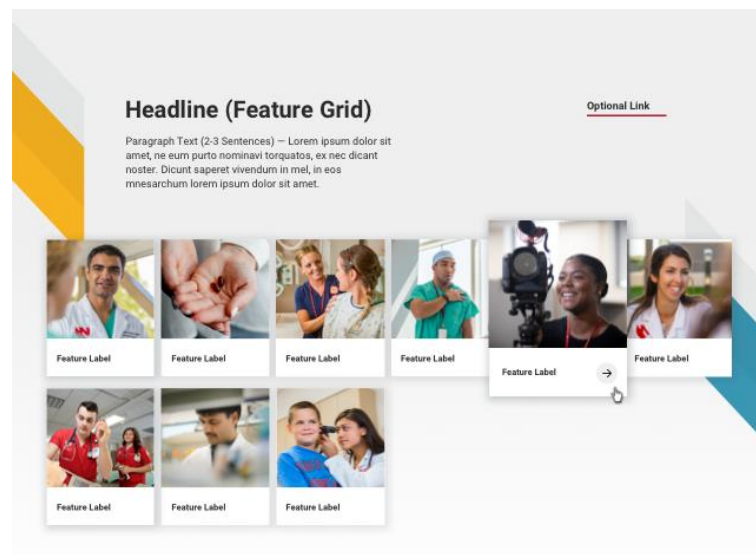 Headline (Feature Grid)
Optional Link
Paragraph Text (2-3 Sentences) — Lorem ipsum dolor sit
amet, ne eum purto nominavi torquatos, ex nec dicant
noster. Dicunt saperet vivendum in mel, in eos
mnesarchum lorem ipsum dolor sit amet.
Feature Label
Feature Label
Feature Label
Feature Label
Feature Label
Feature Label
Feature Label
Feature Label
Feature Label